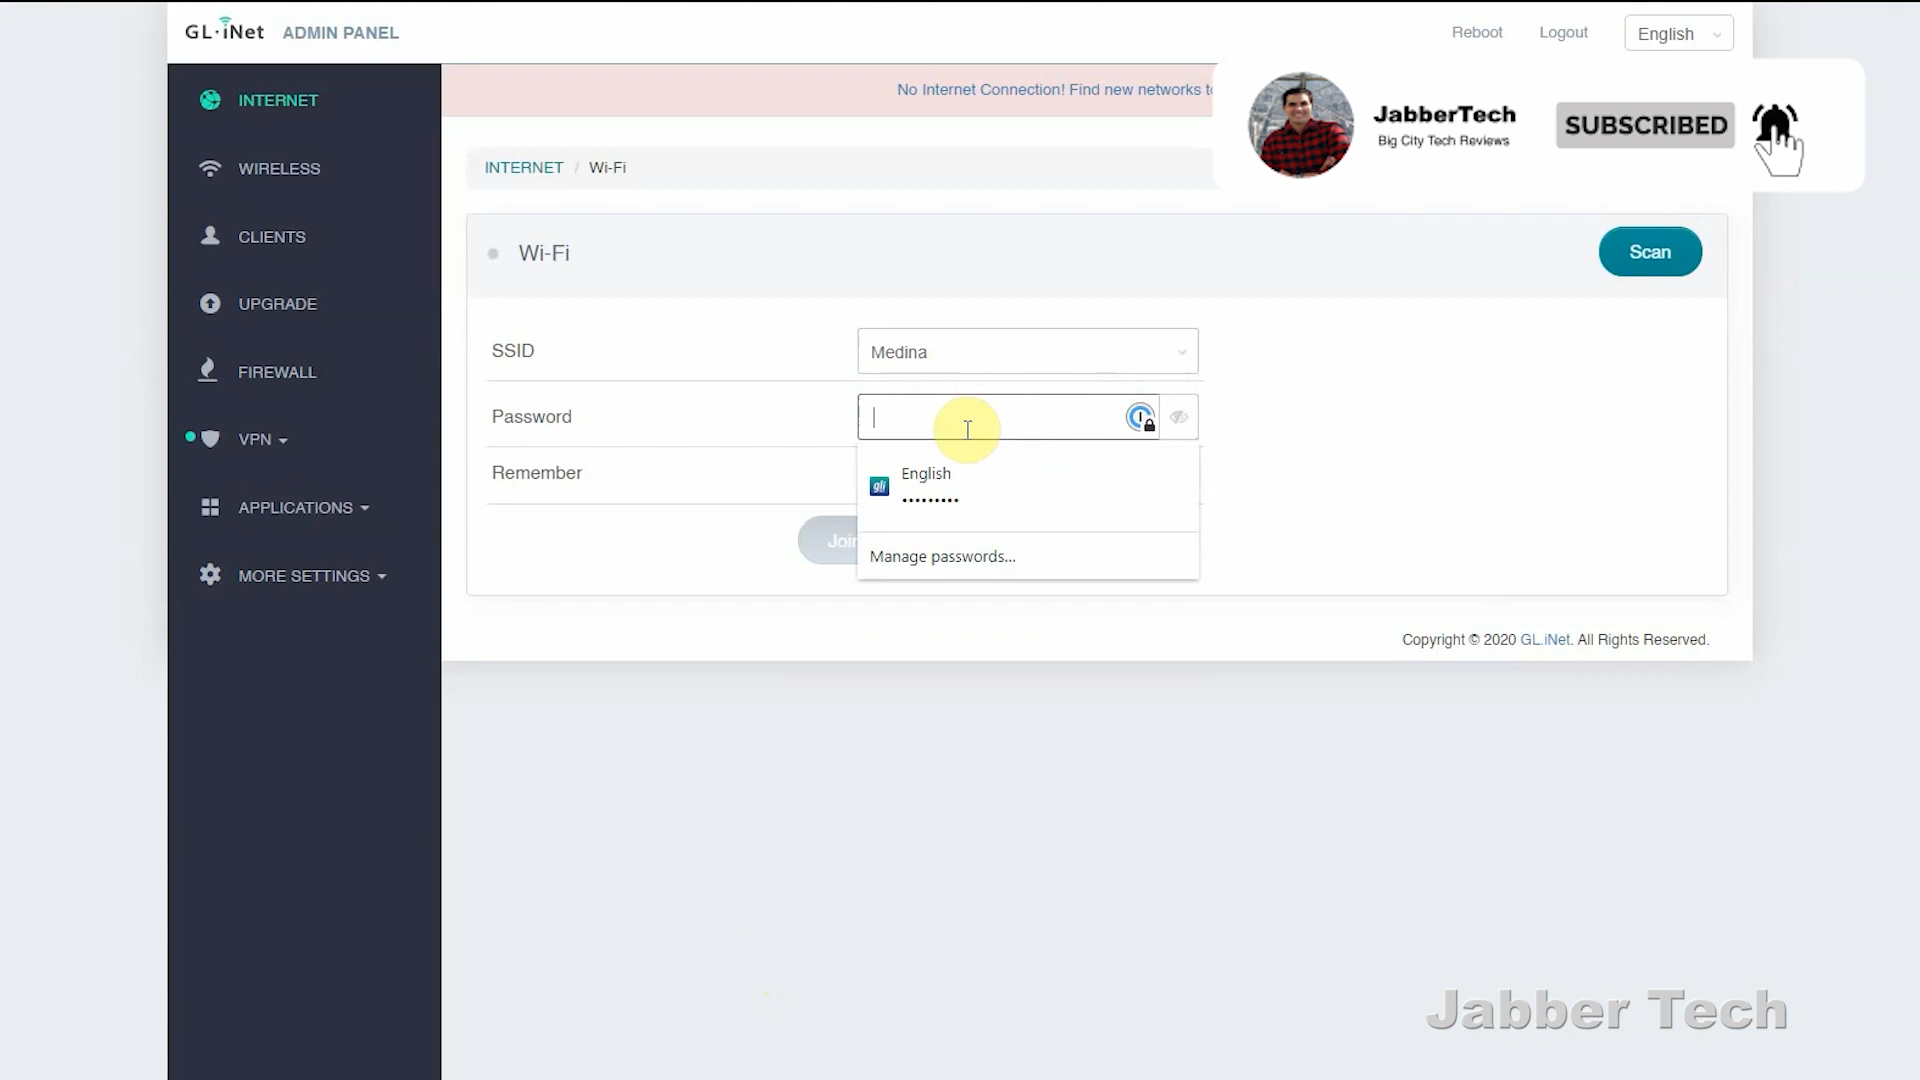 GL·iNet ADMIN PANEL
Reboot
Logout
English
INTERNET
WIRELESS
CLIENTS
UPGRADE
FIREWALL
VPN
APPLICATIONS
MORE SETTINGS
No Internet Connection! Find new networks
JabberTech
Big City Tech Reviews
SUBSCRIBED
INTERNET / Wi-Fi
Wi-Fi
Scan
SSID
Medina
Password
Remember
English
•••••••••
Join
Manage passwords...
Copyright © 2020 GL.iNet. All Rights Reserved.
Jabber Tech